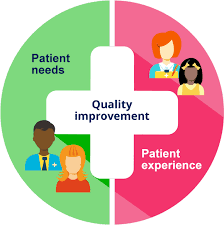 Patient
needs
Quality
improvement
Patient
experience